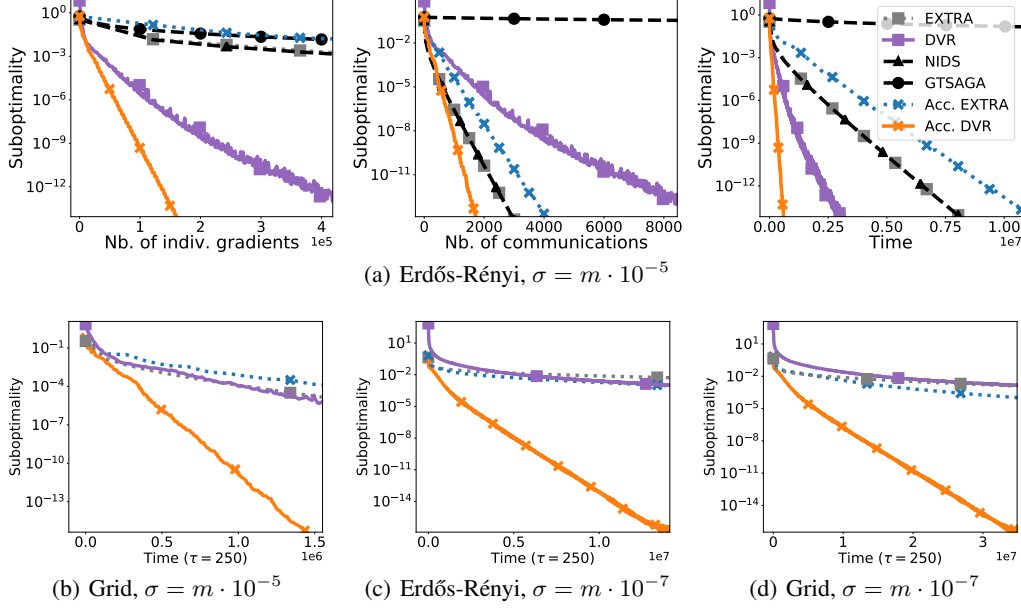 Suboptimality
10^0
10^-3
10^-6
10^-9
10^-12
0 1 2 3 4
Nb. of indiv. gradients 1e5
Suboptimality
10^1
10^-2
10^-5
10^-8
10^-11
0 2000 4000 6000 8000
Nb. of communications
Suboptimality
10^0
10^-3
10^-6
10^-9
10^-12
0.0 0.2 0.5 0.8 1.0
Time 1e7
EXTRA
DVR
NIDS
GTSAGA
Acc. EXTRA
Acc. DVR
(a) Erdős-Rényi, σ = m · 10^-5
Suboptimality
10^-1
10^-4
10^-7
10^-10
10^-13
0.0 0.5 1.0 1.5
Time (τ = 250) 1e6
(b) Grid, σ = m · 10^-5
Suboptimality
10^1
10^-2
10^-5
10^-8
10^-11
10^-14
0.0 0.5 1.0
Time (τ = 250) 1e7
(c) Erdős-Rényi, σ = m · 10^-7
Suboptimality
10^1
10^-2
10^-5
10^-8
10^-11
10^-14
0 1 2 3
Time (τ = 250) 1e7
(d) Grid, σ = m · 10^-7